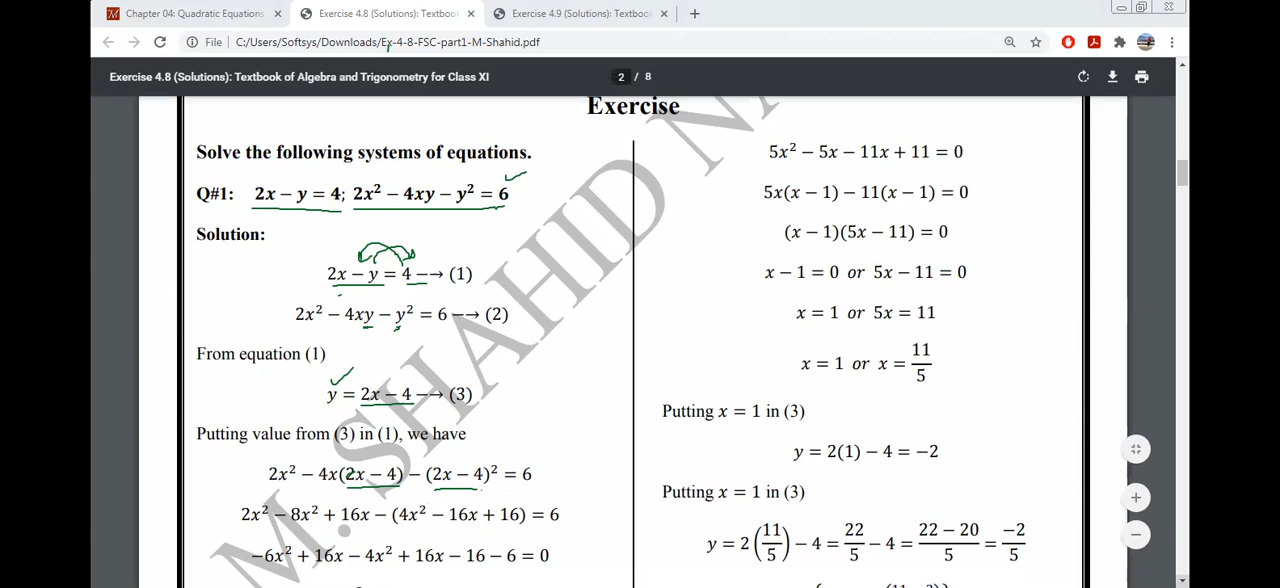 Chapter 04: Quadratic Equations
Exercise 4.8 (Solutions): Textboo
Exercise 4.9 (Solutions): Textboo
File C:/Users/Softsys/Downloads/Ex-4-8-FSC-part1-M-Shahid.pdf
Exercise 4.8 (Solutions): Textbook of Algebra and Trigonometry for Class XI
2 / 8
Exercise
Solve the following systems of equations.
Q#1: 2x − y = 4; 2x² − 4xy − y² = 6
Solution:
2x − y = 4 −→ (1)
2x² − 4xy − y² = 6 −→ (2)
From equation (1)
y = 2x − 4 −→ (3)
Putting value from (3) in (1), we have
2x² − 4x(2x − 4) − (2x − 4)² = 6
2x² − 8x² + 16x − (4x² − 16x + 16) = 6
−6x² + 16x − 4x² + 16x − 16 − 6 = 0
5x² − 5x − 11x + 11 = 0
5x(x − 1) − 11(x − 1) = 0
(x − 1)(5x − 11) = 0
x − 1 = 0 or 5x − 11 = 0
x = 1 or 5x = 11
x = 1 or x = 11/5
Putting x = 1 in (3)
y = 2(1) − 4 = −2
Putting x = 1 in (3)
y = 2(11/5) − 4 = 22/5 − 4 = (22 − 20)/5 = −2/5
M. SHAHID